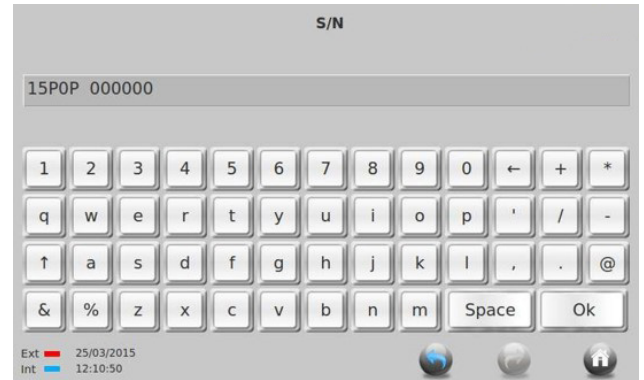 S/N
15P0P 000000
1 2 3 4 5 6 7 8 9 0 ← + *
q w e r t y u i o p ' / -
↑ a s d f g h j k l , . @
& % z x c v b n m Space Ok
Ext 25/03/2015
Int 12:10:50